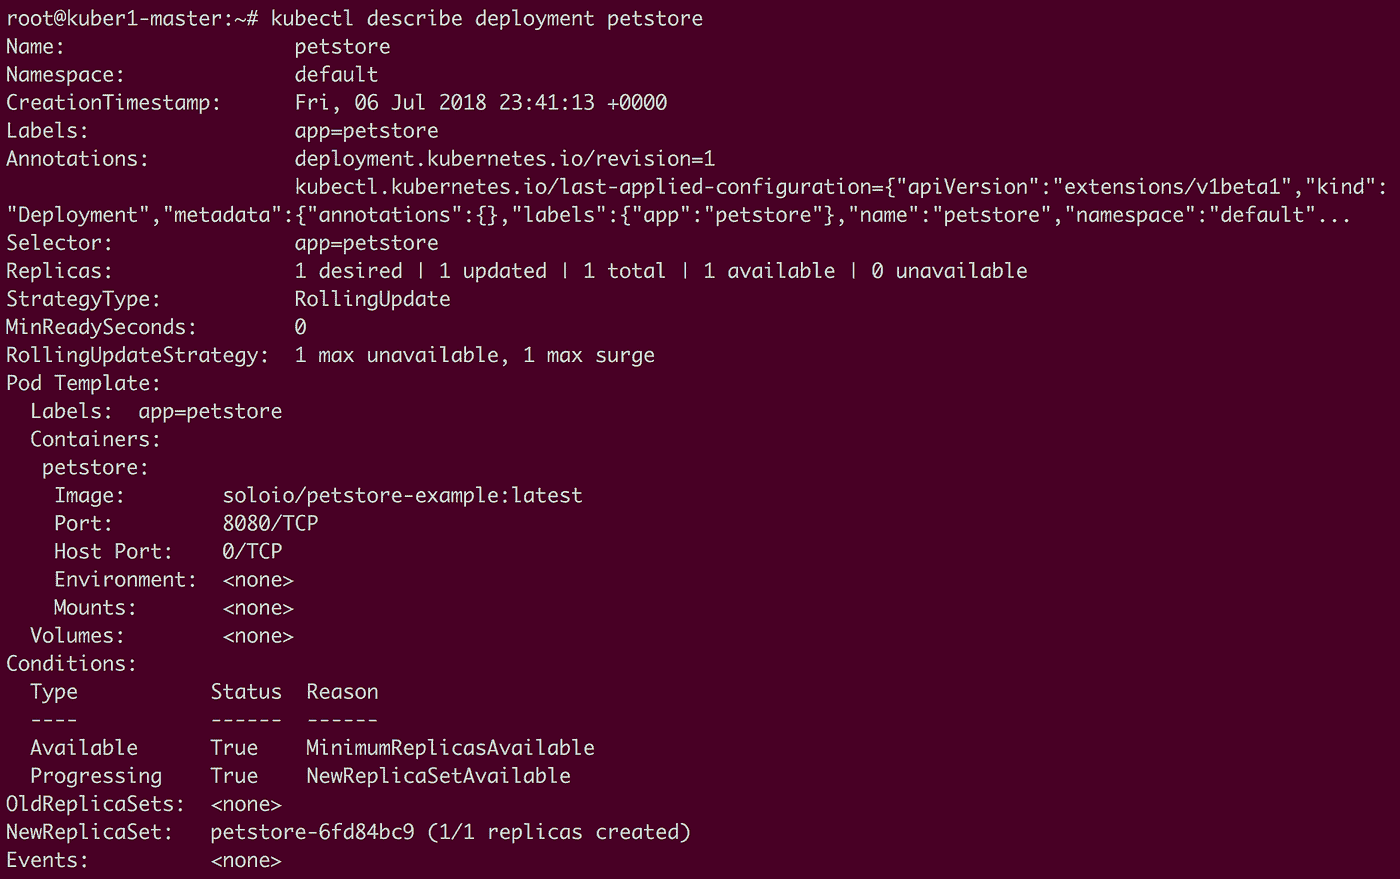 root@kuber1-master:~# kubectl describe deployment petstore
Name:                   petstore
Namespace:              default
CreationTimestamp:      Fri, 06 Jul 2018 23:41:13 +0000
Labels:                 app=petstore
Annotations:            deployment.kubernetes.io/revision=1
                        kubectl.kubernetes.io/last-applied-configuration={"apiVersion":"extensions/v1beta1","kind":
"Deployment","metadata":{"annotations":{},"labels":{"app":"petstore"},"name":"petstore","namespace":"default"...
Selector:               app=petstore
Replicas:               1 desired | 1 updated | 1 total | 1 available | 0 unavailable
StrategyType:           RollingUpdate
MinReadySeconds:        0
RollingUpdateStrategy:  1 max unavailable, 1 max surge
Pod Template:
  Labels:  app=petstore
  Containers:
   petstore:
    Image:        soloio/petstore-example:latest
    Port:         8080/TCP
    Host Port:    0/TCP
    Environment:  <none>
    Mounts:       <none>
  Volumes:        <none>
Conditions:
  Type           Status  Reason
  ----           ------  ------
  Available      True    MinimumReplicasAvailable
  Progressing    True    NewReplicaSetAvailable
OldReplicaSets:  <none>
NewReplicaSet:   petstore-6fd84bc9 (1/1 replicas created)
Events:          <none>